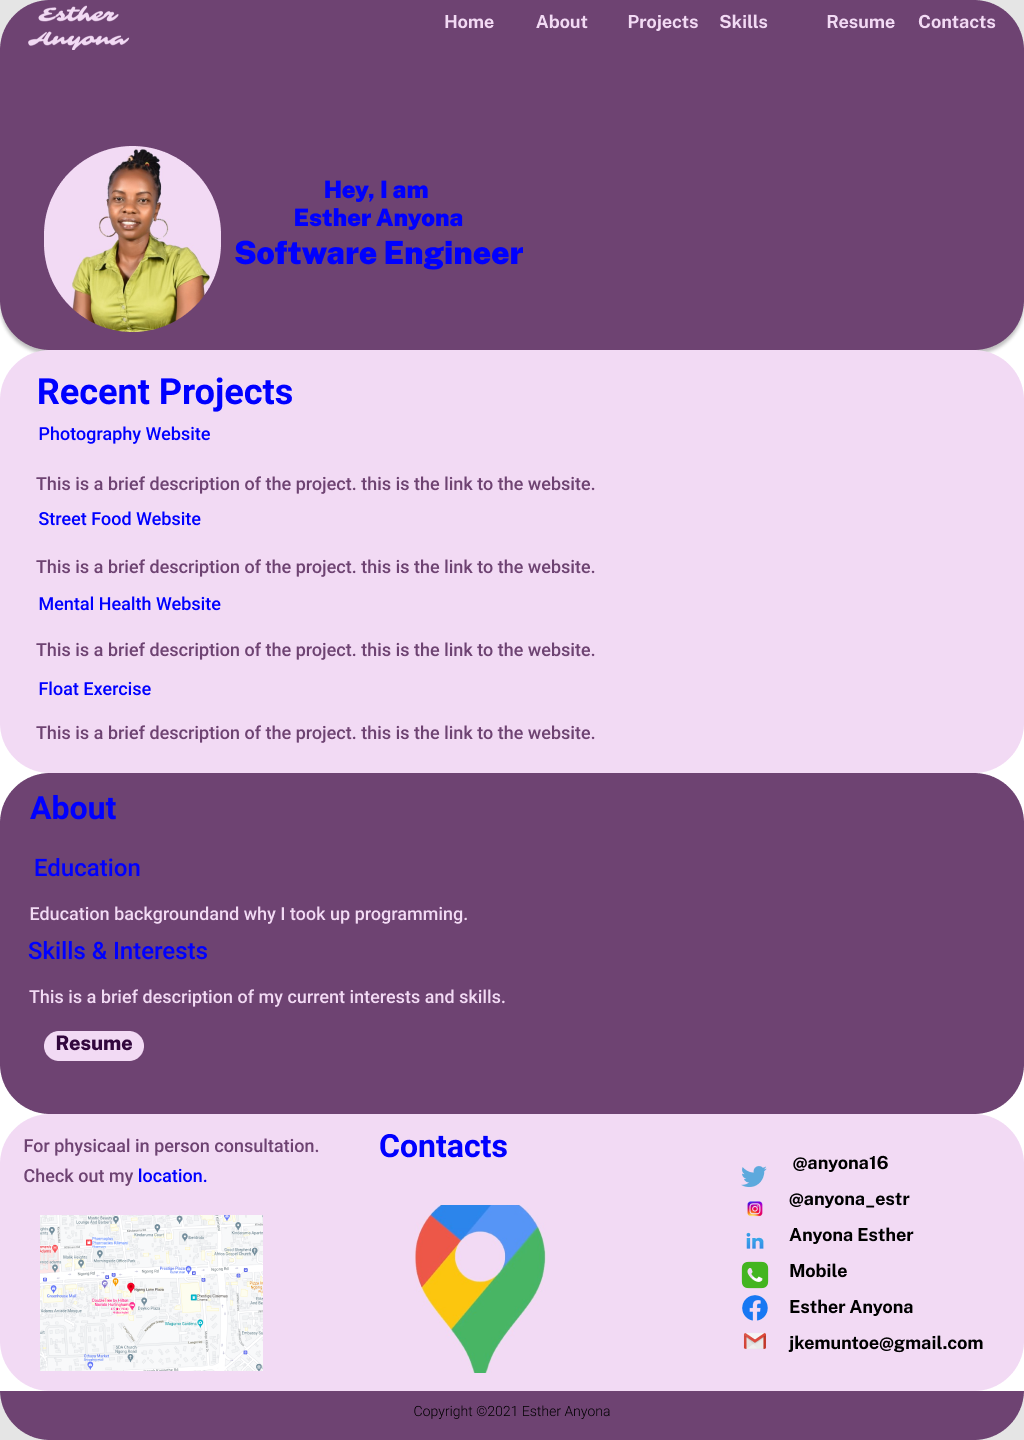 Esther
Anyona
Home About Projects Skills Resume Contacts
Hey, I am
Esther Anyona
Software Engineer
Recent Projects
Photography Website
This is a brief description of the project. this is the link to the website.
Street Food Website
This is a brief description of the project. this is the link to the website.
Mental Health Website
This is a brief description of the project. this is the link to the website.
Float Exercise
This is a brief description of the project. this is the link to the website.
About
Education
Education backgroundand why I took up programming.
Skills & Interests
This is a brief description of my current interests and skills.
Resume
For physicaal in person consultation.
Check out my location.
Contacts
@anyona16
@anyona_estr
Anyona Esther
Mobile
Esther Anyona
jkemuntoe@gmail.com
Copyright ©2021 Esther Anyona